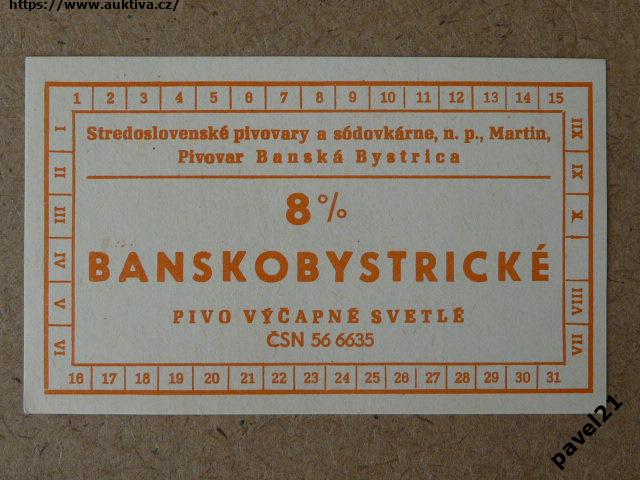 https://www.auktiva.cz/
1 2 3 4 5 6 7 8 9 10 11 12 13 14 15
I II III IV V VI
Stredoslovenské pivovary a sódovkárne, n. p., Martin,
Pivovar Banská Bystrica
8%
BANSKOBYSTRICKÉ
PIVO VÝČAPNÉ SVETLÉ
ČSN 56 6635
XII XI X VIII VII
16 17 18 19 20 21 22 23 24 25 26 27 28 29 30 31
pavel21